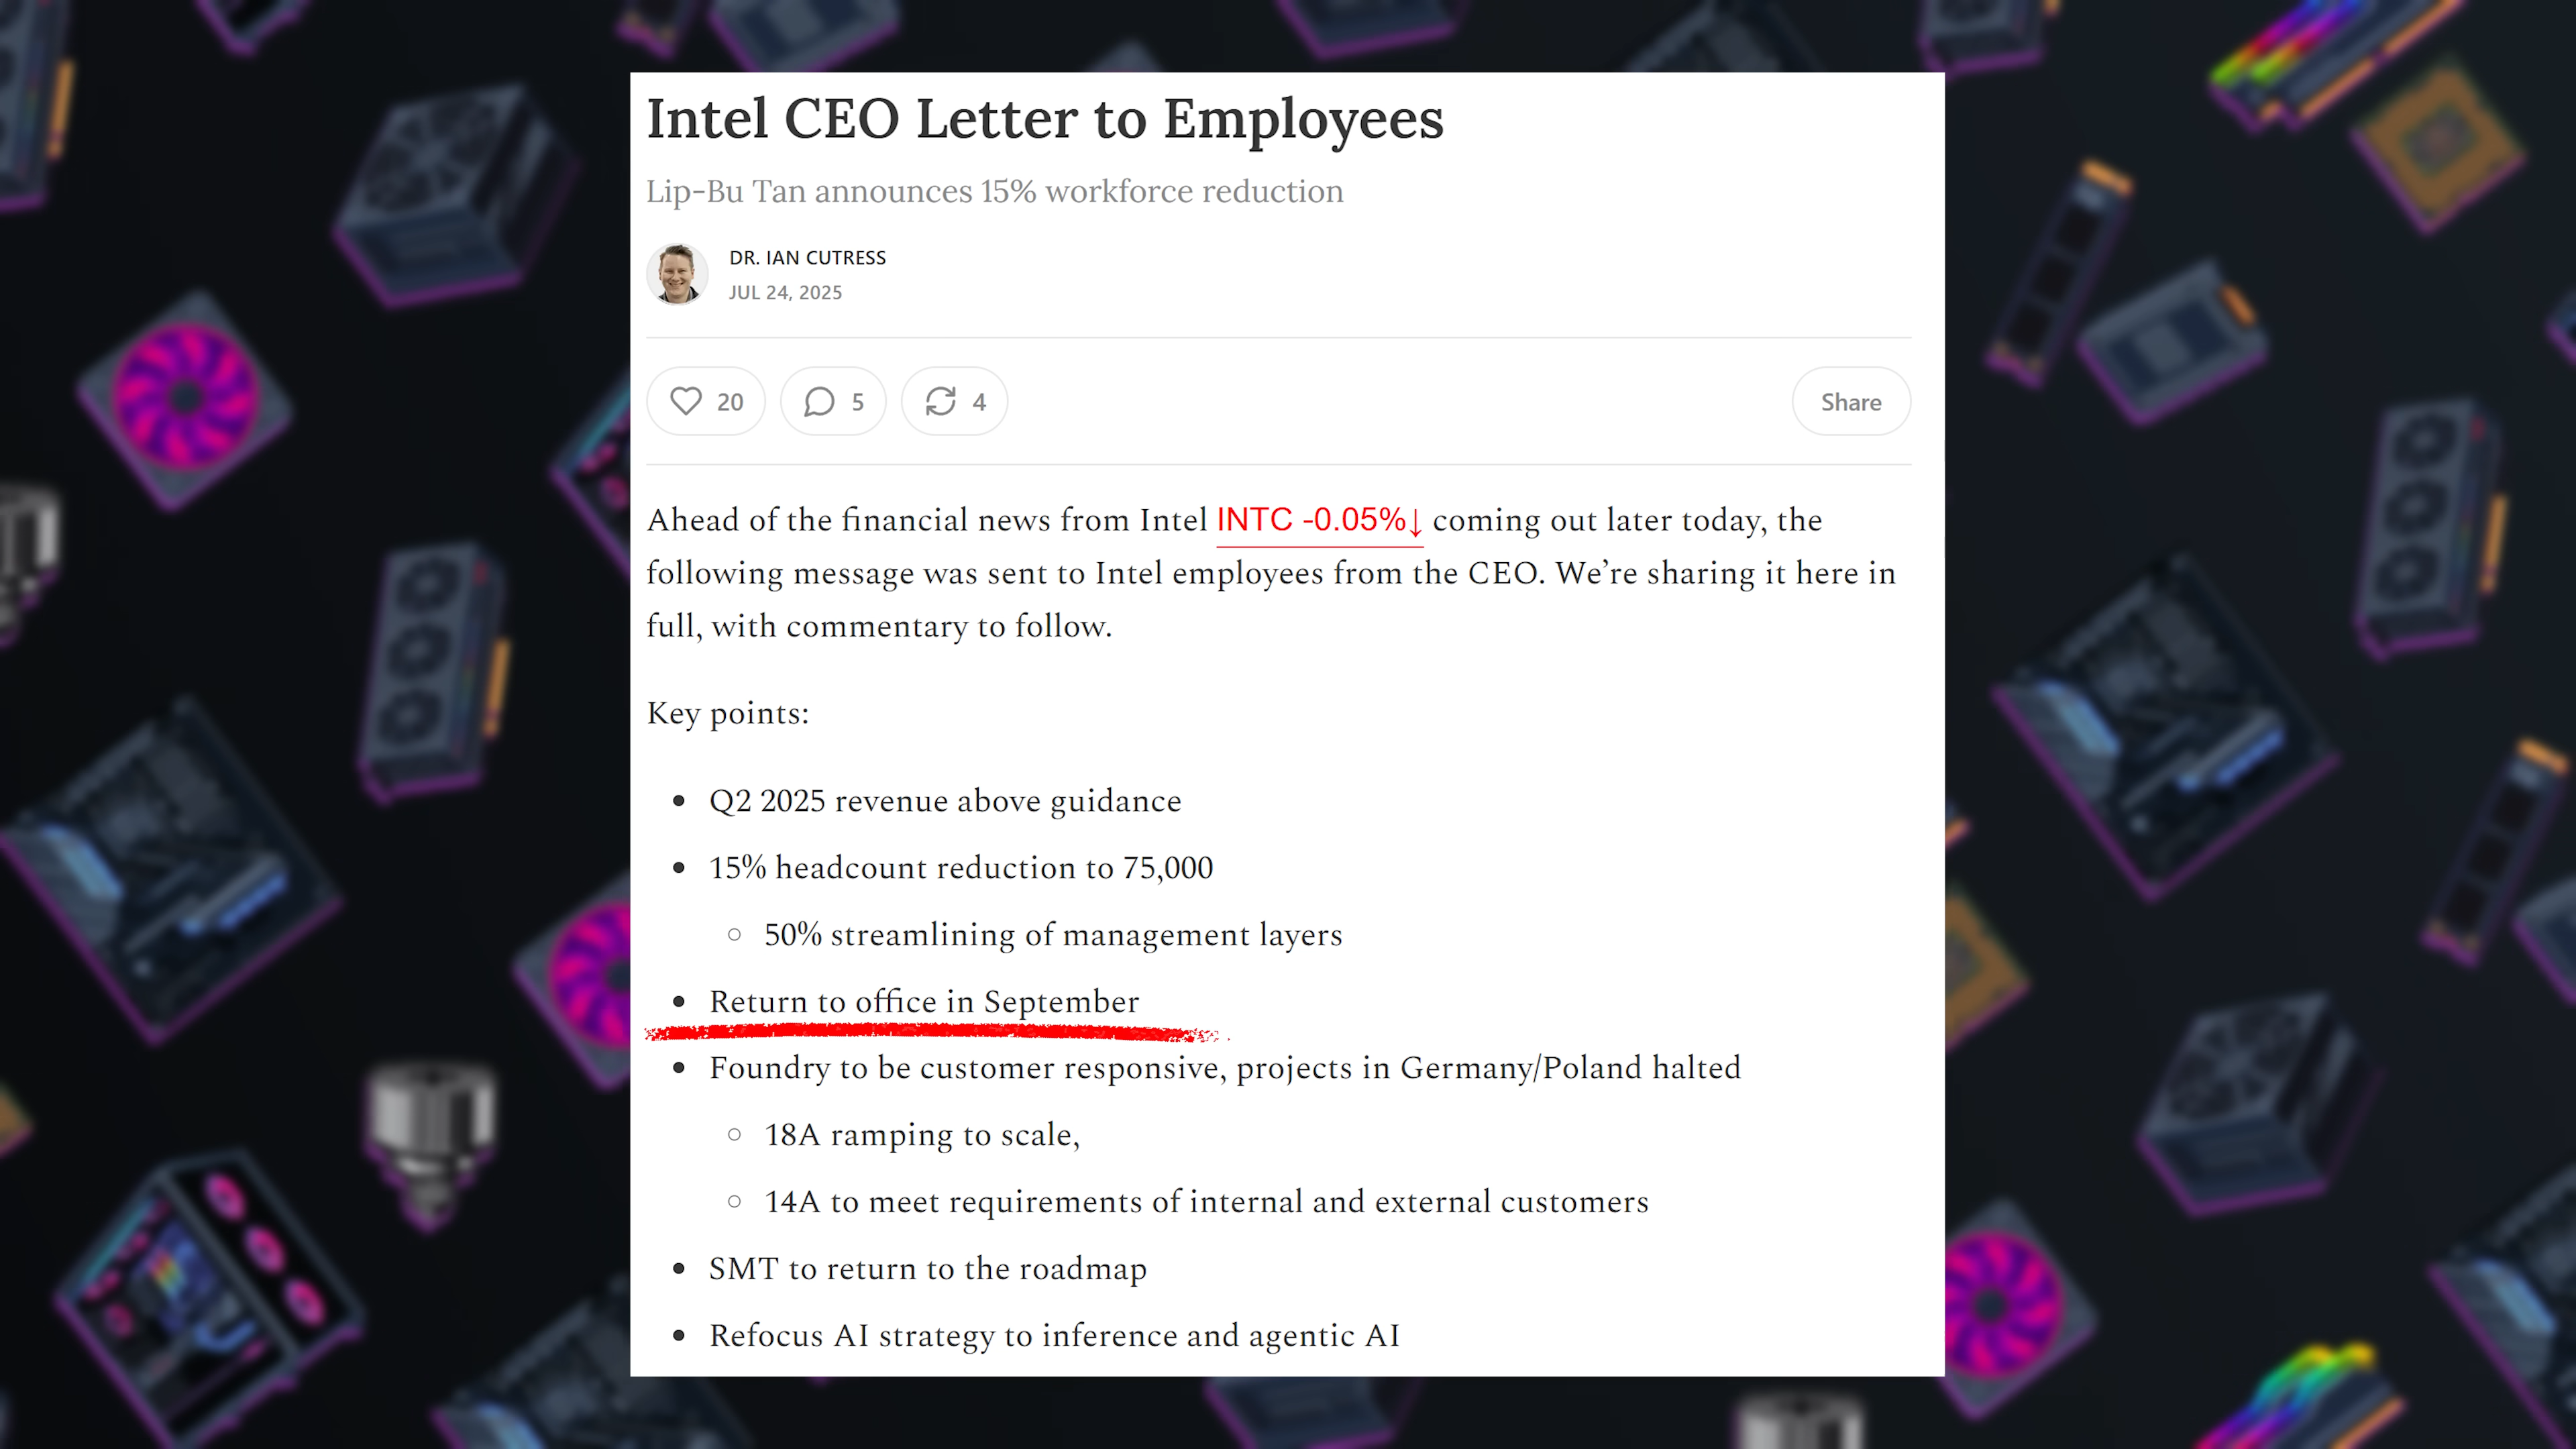 Intel CEO Letter to Employees
Lip-Bu Tan announces 15% workforce reduction
DR. IAN CUTRESS
JUL 24, 2025
20
5
4
Share
Ahead of the financial news from Intel INTC -0.05%↓ coming out later today, the
following message was sent to Intel employees from the CEO. We’re sharing it here in
full, with commentary to follow.
Key points:
• Q2 2025 revenue above guidance
• 15% headcount reduction to 75,000
◦ 50% streamlining of management layers
• Return to office in September
• Foundry to be customer responsive, projects in Germany/Poland halted
◦ 18A ramping to scale,
◦ 14A to meet requirements of internal and external customers
• SMT to return to the roadmap
• Refocus AI strategy to inference and agentic AI